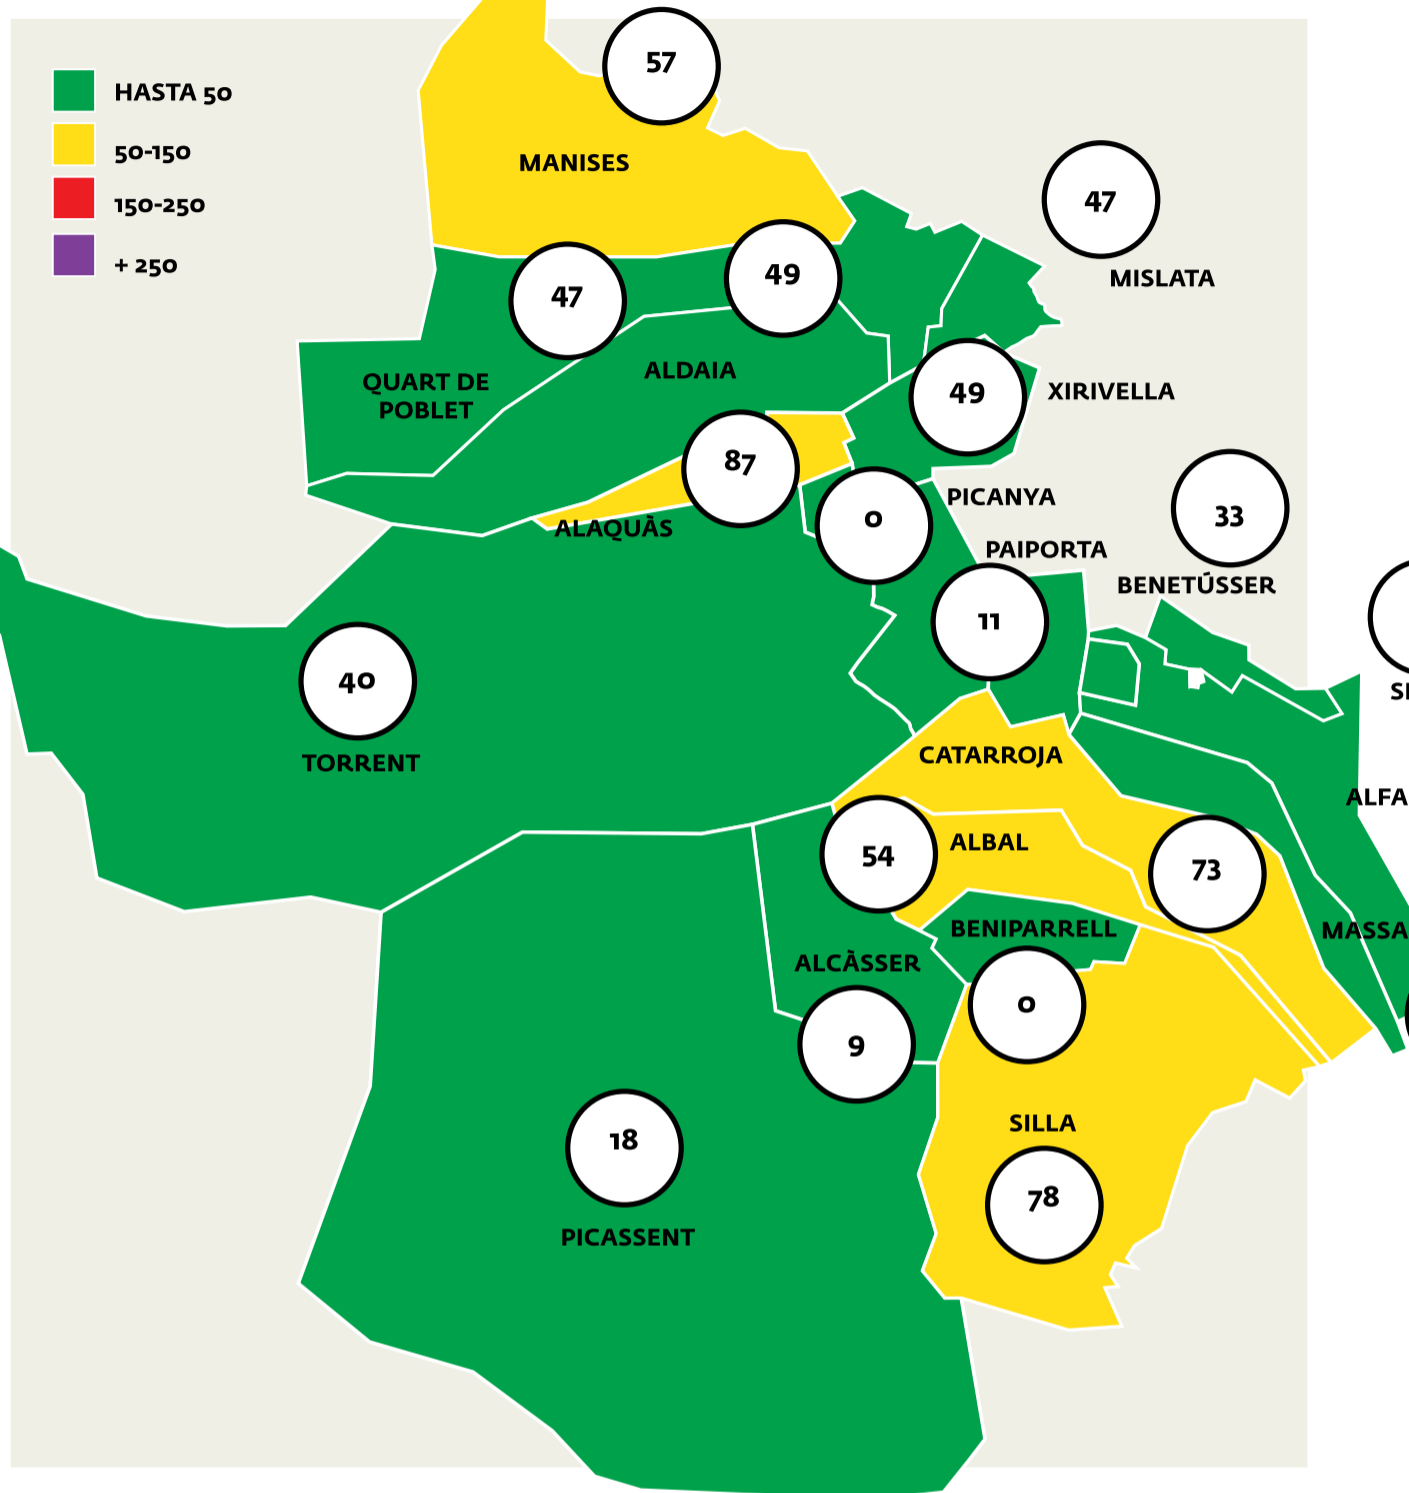 57
HASTA 50
50-150
MANISES
150-250
47
+ 250
MISLATA
49
47
ALDAIA
QUART DE
POBLET
49
XIRIVELLA
87
PICANYA
0
33
ALAQUÀS
PAIPORTA
BENETÚSSER
11
40
TORRENT
CATARROJA
54
ALBAL
73
BENIPARRELL
ALCÀSSER
0
9
SILLA
18
78
PICASSENT